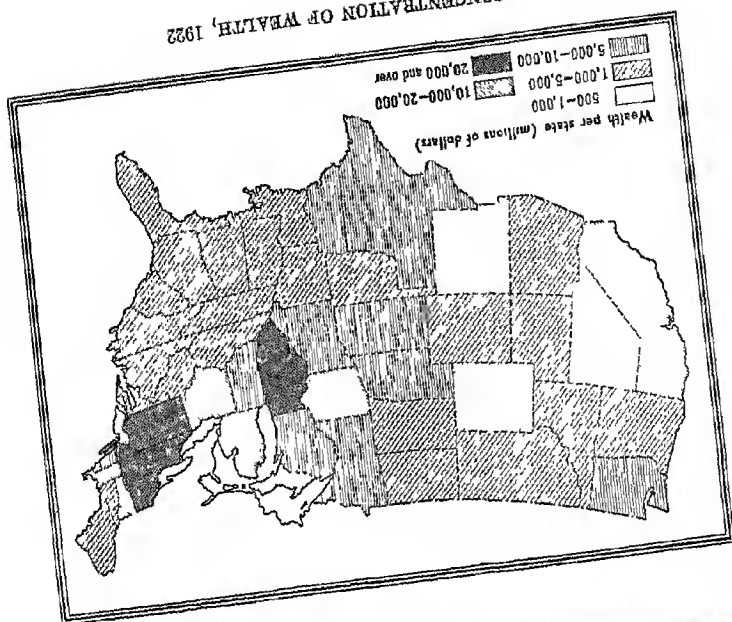 Wealth per state (millions of dollars)
500-1,000
1,000-5,000
5,000-10,000
10,000-20,000
20,000 and over
CONCENTRATION OF WEALTH, 1922